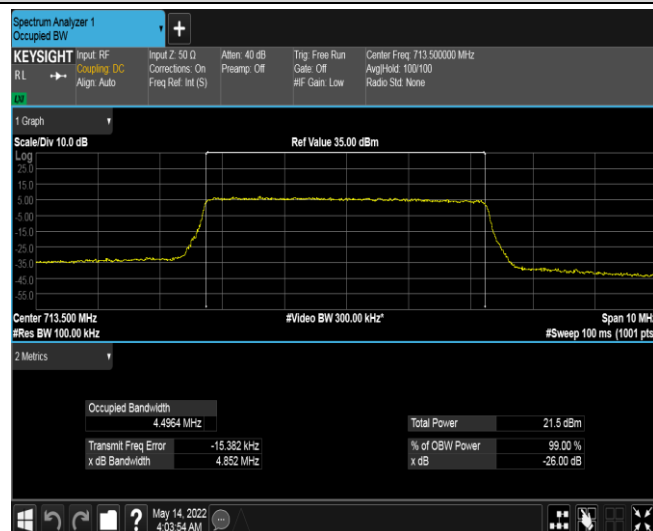 Spectrum Analyzer 1
Occupied BW
+
KEYSIGHT Input: RF Input Z: 50 Ω Atten: 40 dB Trig: Free Run Center Freq: 713.500000 MHz
RL Coupling: DC Corrections: On Preamp: Off Gate: Off Avg|Hold: 100/100
Align: Auto Freq Ref: Int (S) #IF Gain: Low Radio Std: None
1 Graph
Scale/Div 10.0 dB Ref Value 35.00 dBm
Log
25.0
15.0
5.00
-5.00
-15.0
-25.0
-35.0
-45.0
-55.0
Center 713.500 MHz #Video BW 300.00 kHz* Span 10 MHz
#Res BW 100.00 kHz #Sweep 100 ms (1001 pts
2 Metrics
Occupied Bandwidth
4.4964 MHz Total Power 21.5 dBm
Transmit Freq Error -15.382 kHz % of OBW Power 99.00 %
x dB Bandwidth 4.852 MHz x dB -26.00 dB
? May 14, 2022
4:03:54 AM